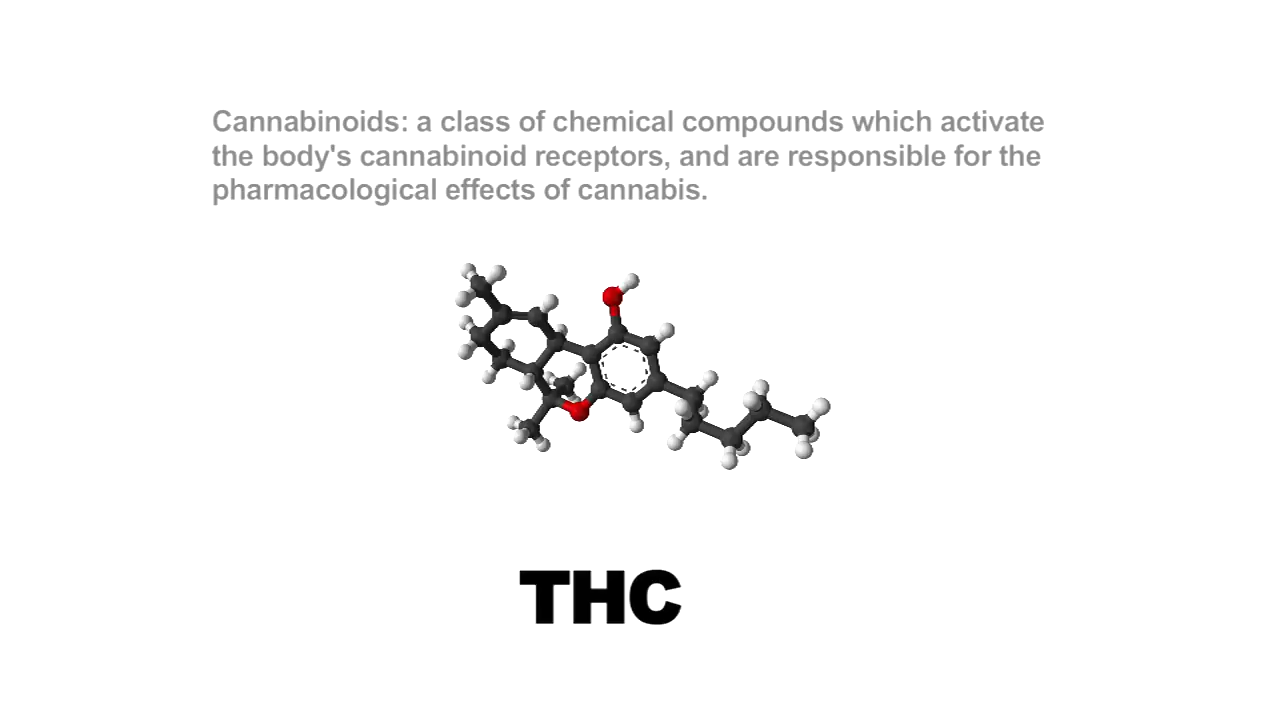 Cannabinoids: a class of chemical compounds which activate
the body's cannabinoid receptors, and are responsible for the
pharmacological effects of cannabis.
THC